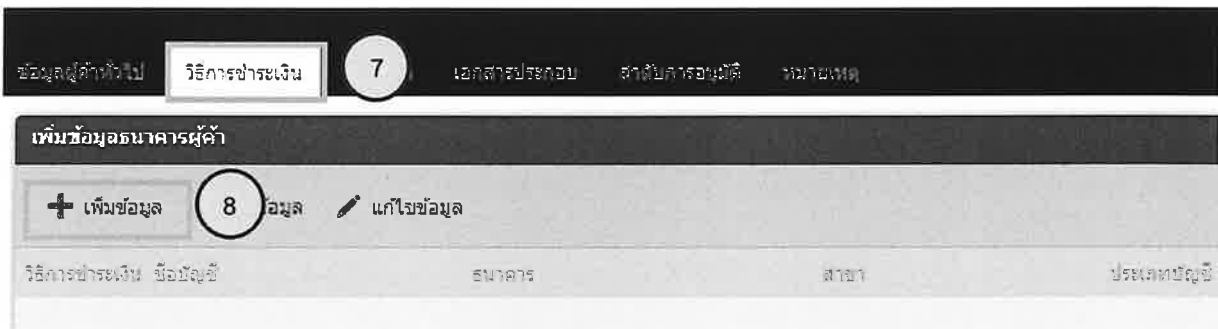 ข้อมูลผู้ค้าทั่วไป วิธีการชำระเงิน 7 เอกสารประกอบ ลำดับการอนุมัติ หมายเหตุ
เพิ่มข้อมูลธนาคารผู้ค้า
เพิ่มข้อมูล 8 แก้ไขข้อมูล
วิธีการชำระเงิน ชื่อบัญชี ธนาคาร สาขา ประเภทบัญชี